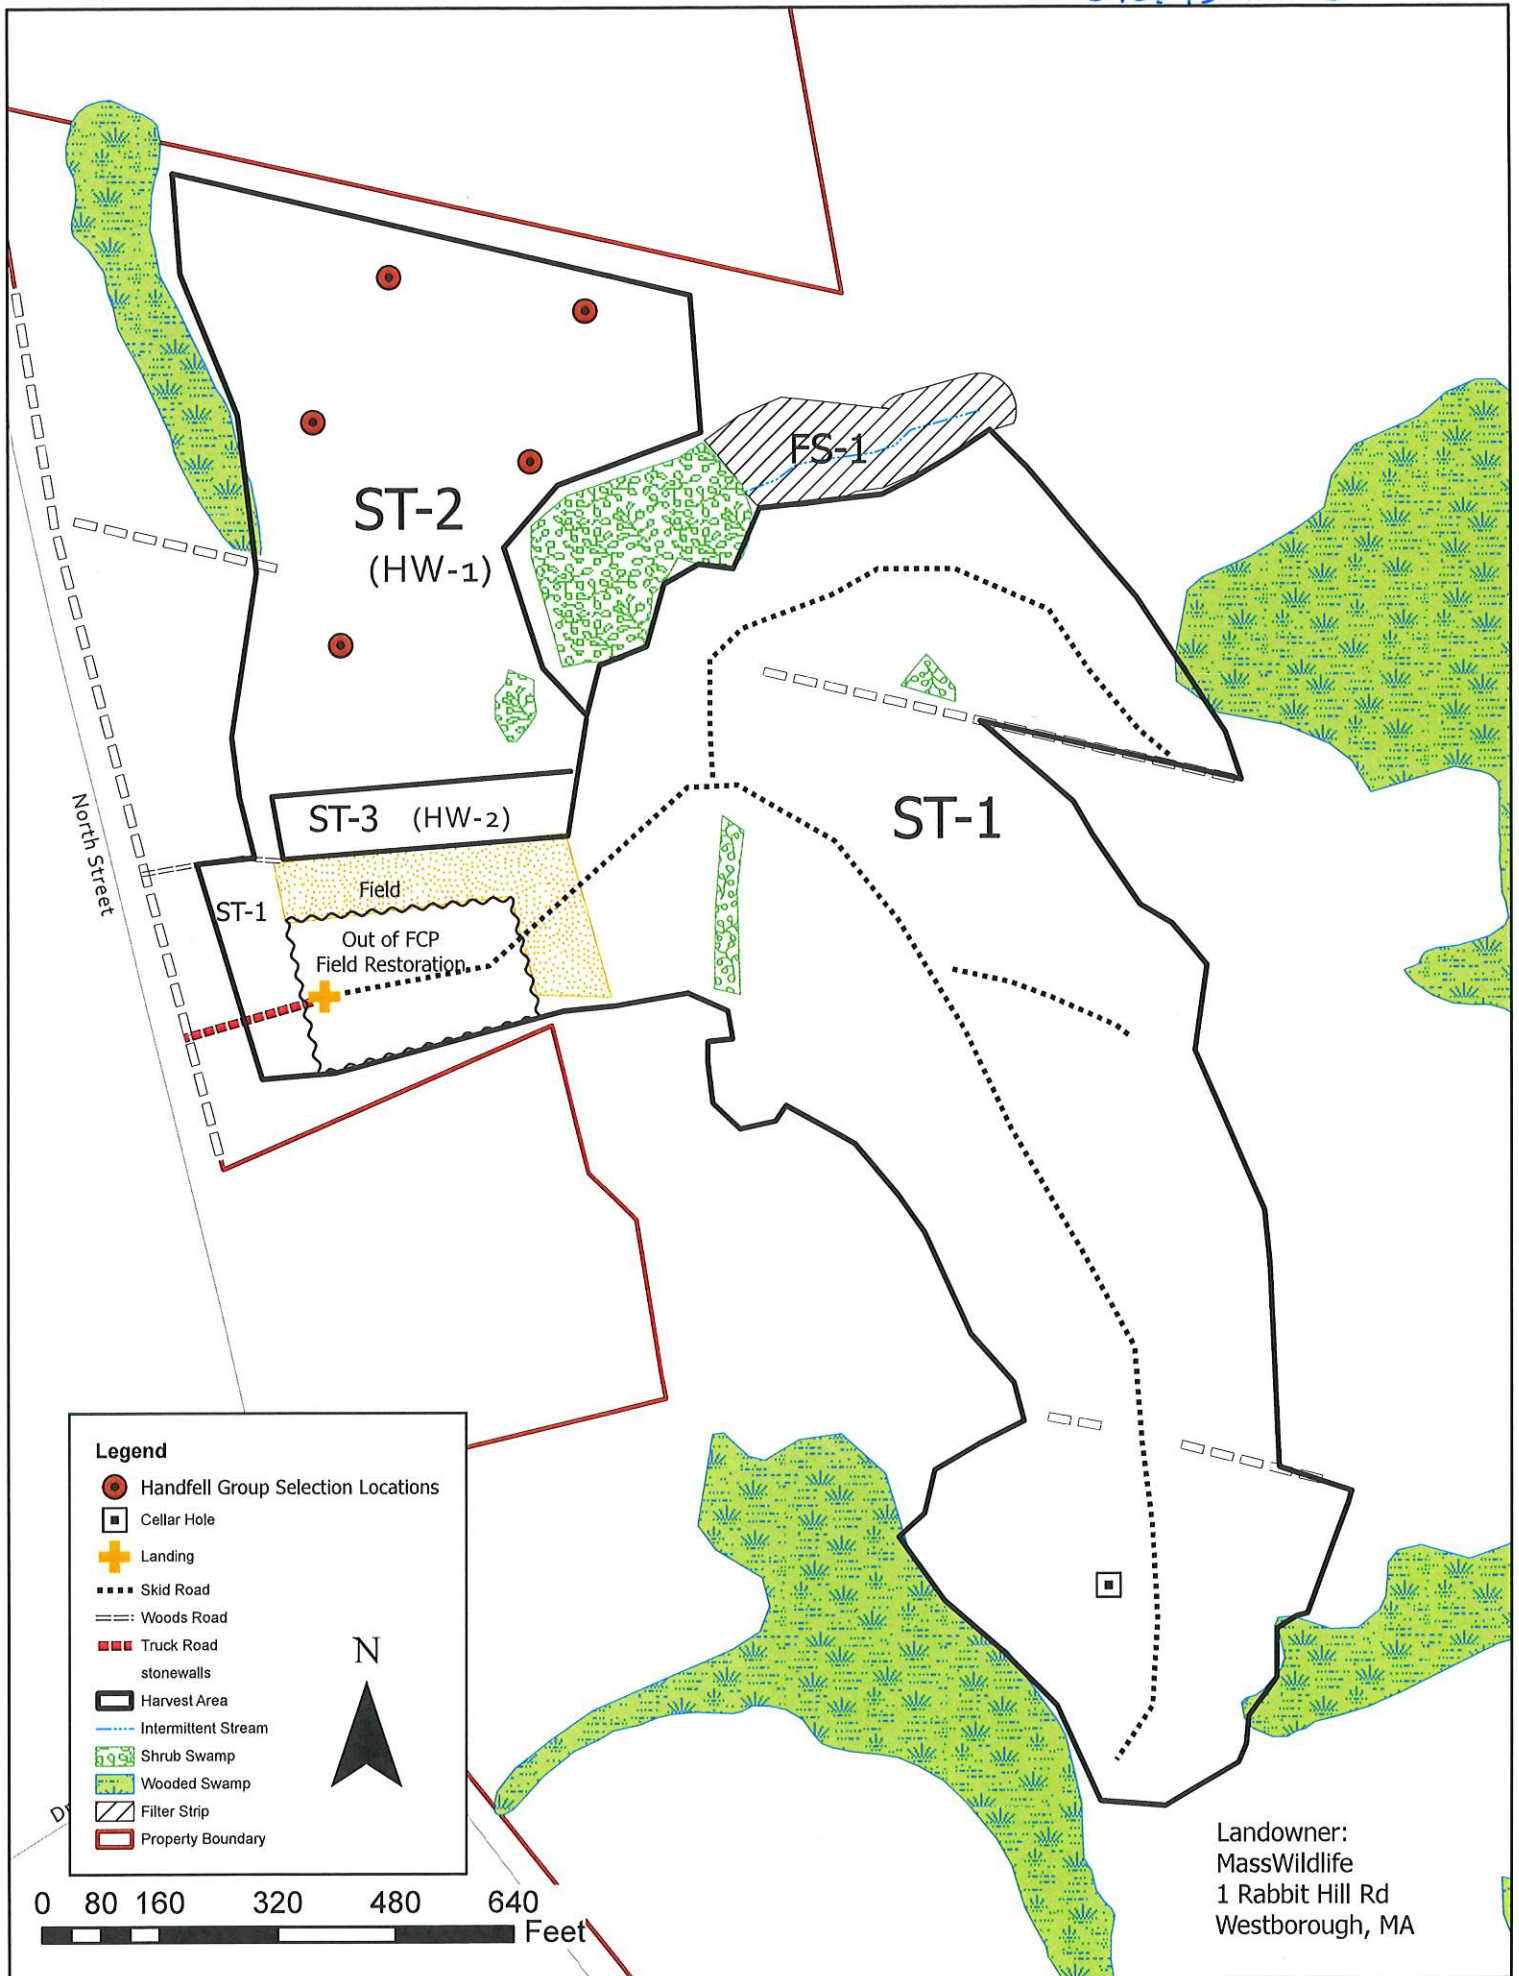 FS-1
ST-2
(HW-1)
ST-3 (HW-2)
ST-1
North Street
Field
ST-1
Out of FCP
Field Restoration
Legend
Handfell Group Selection Locations
Cellar Hole
Landing
Skid Road
Woods Road
Truck Road
stonewalls
Harvest Area
Intermittent Stream
Shrub Swamp
Wooded Swamp
Filter Strip
Property Boundary
N
Dr
0 80 160 320 480 640
Feet
Landowner:
MassWildlife
1 Rabbit Hill Rd
Westborough, MA